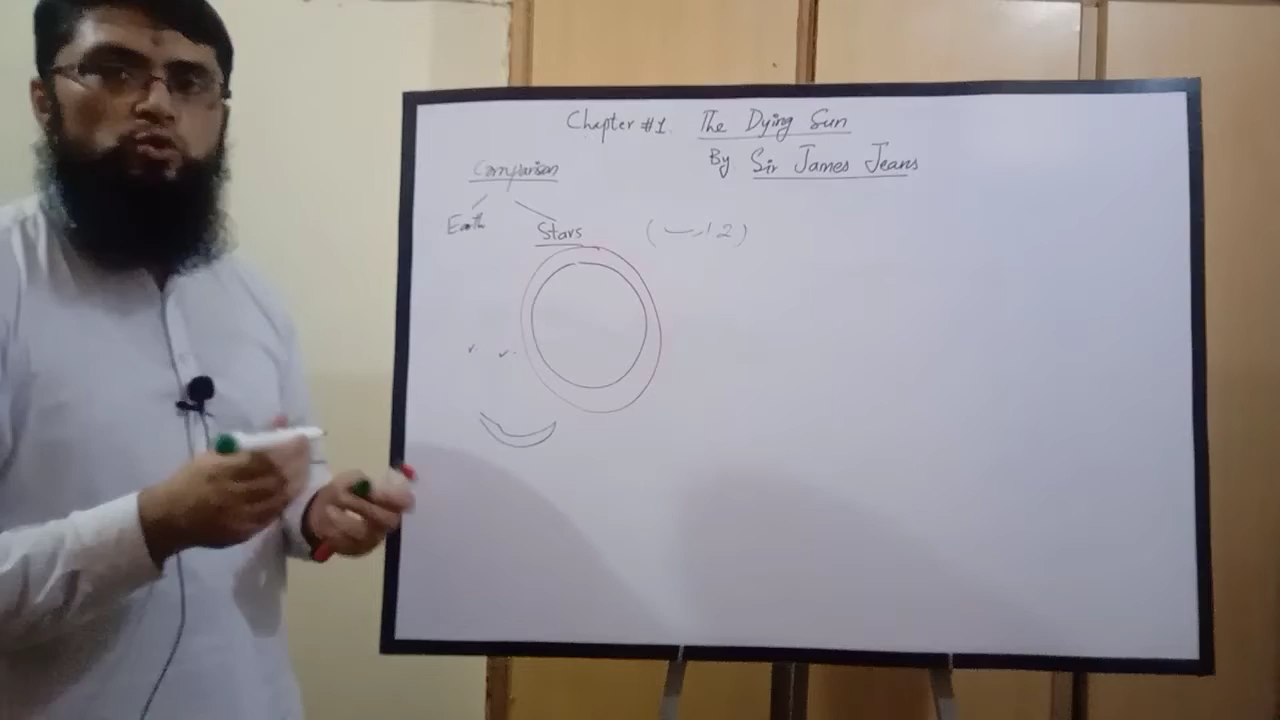 Chapter #1. The Dying Sun
By Sir James Jeans
Comparison
Earth Stars